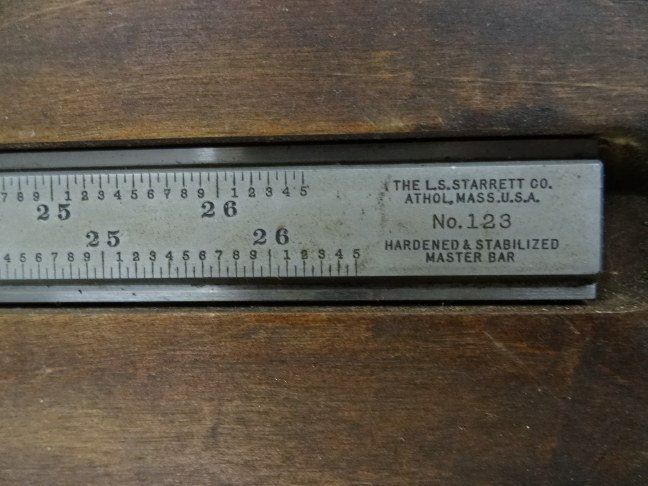 7 8 9 1 2 3 4 5 6 7 8 9 1 2 3 4 5
25 26
25 26
4 5 6 7 8 9 1 2 3 4 5 6 7 8 9 1 2 3 4 5
THE L.S. STARRETT CO.
ATHOL, MASS. U.S.A.
No. 123
HARDENED & STABILIZED
MASTER BAR